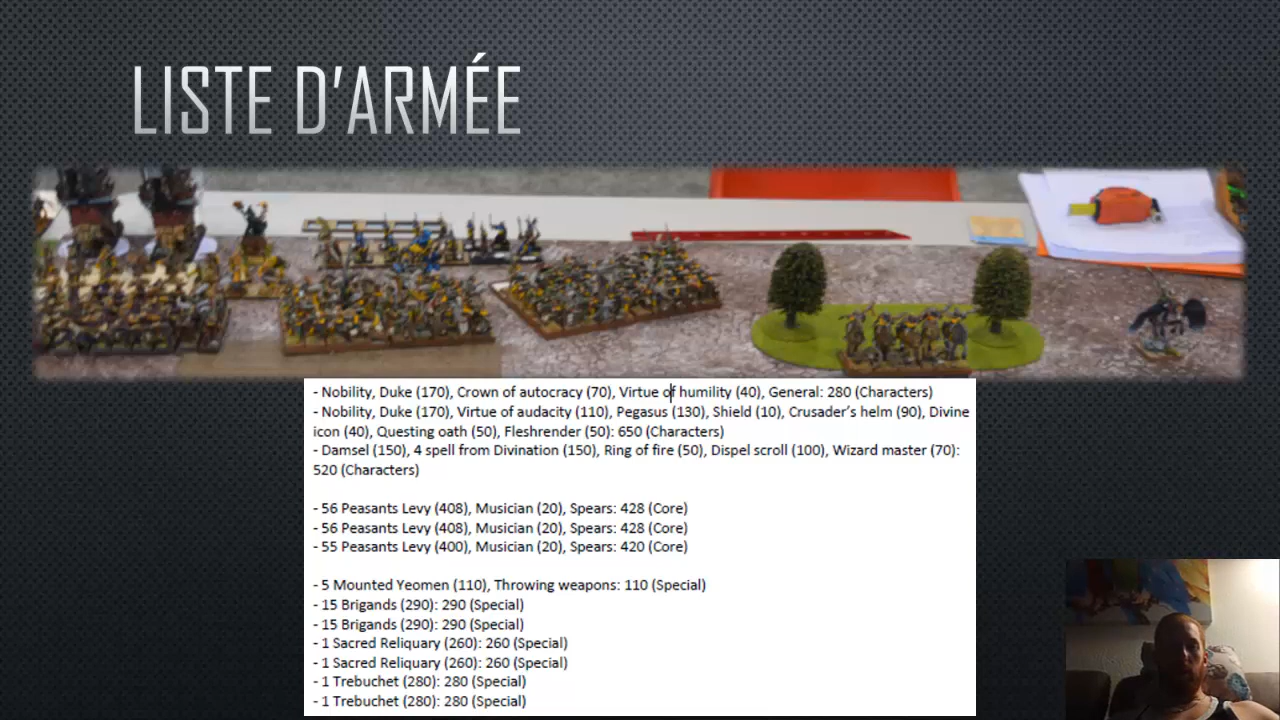 LISTE D'ARMÉE
- Nobility, Duke (170), Crown of autocracy (70), Virtue of humility (40), General: 280 (Characters)
- Nobility, Duke (170), Virtue of audacity (110), Pegasus (130), Shield (10), Crusader's helm (90), Divine
icon (40), Questing oath (50), Fleshrender (50): 650 (Characters)
- Damsel (150), 4 spell from Divination (150), Ring of fire (50), Dispel scroll (100), Wizard master (70):
520 (Characters)
- 56 Peasants Levy (408), Musician (20), Spears: 428 (Core)
- 56 Peasants Levy (408), Musician (20), Spears: 428 (Core)
- 55 Peasants Levy (400), Musician (20), Spears: 420 (Core)
- 5 Mounted Yeomen (110), Throwing weapons: 110 (Special)
- 15 Brigands (290): 290 (Special)
- 15 Brigands (290): 290 (Special)
- 1 Sacred Reliquary (260): 260 (Special)
- 1 Sacred Reliquary (260): 260 (Special)
- 1 Trebuchet (280): 280 (Special)
- 1 Trebuchet (280): 280 (Special)